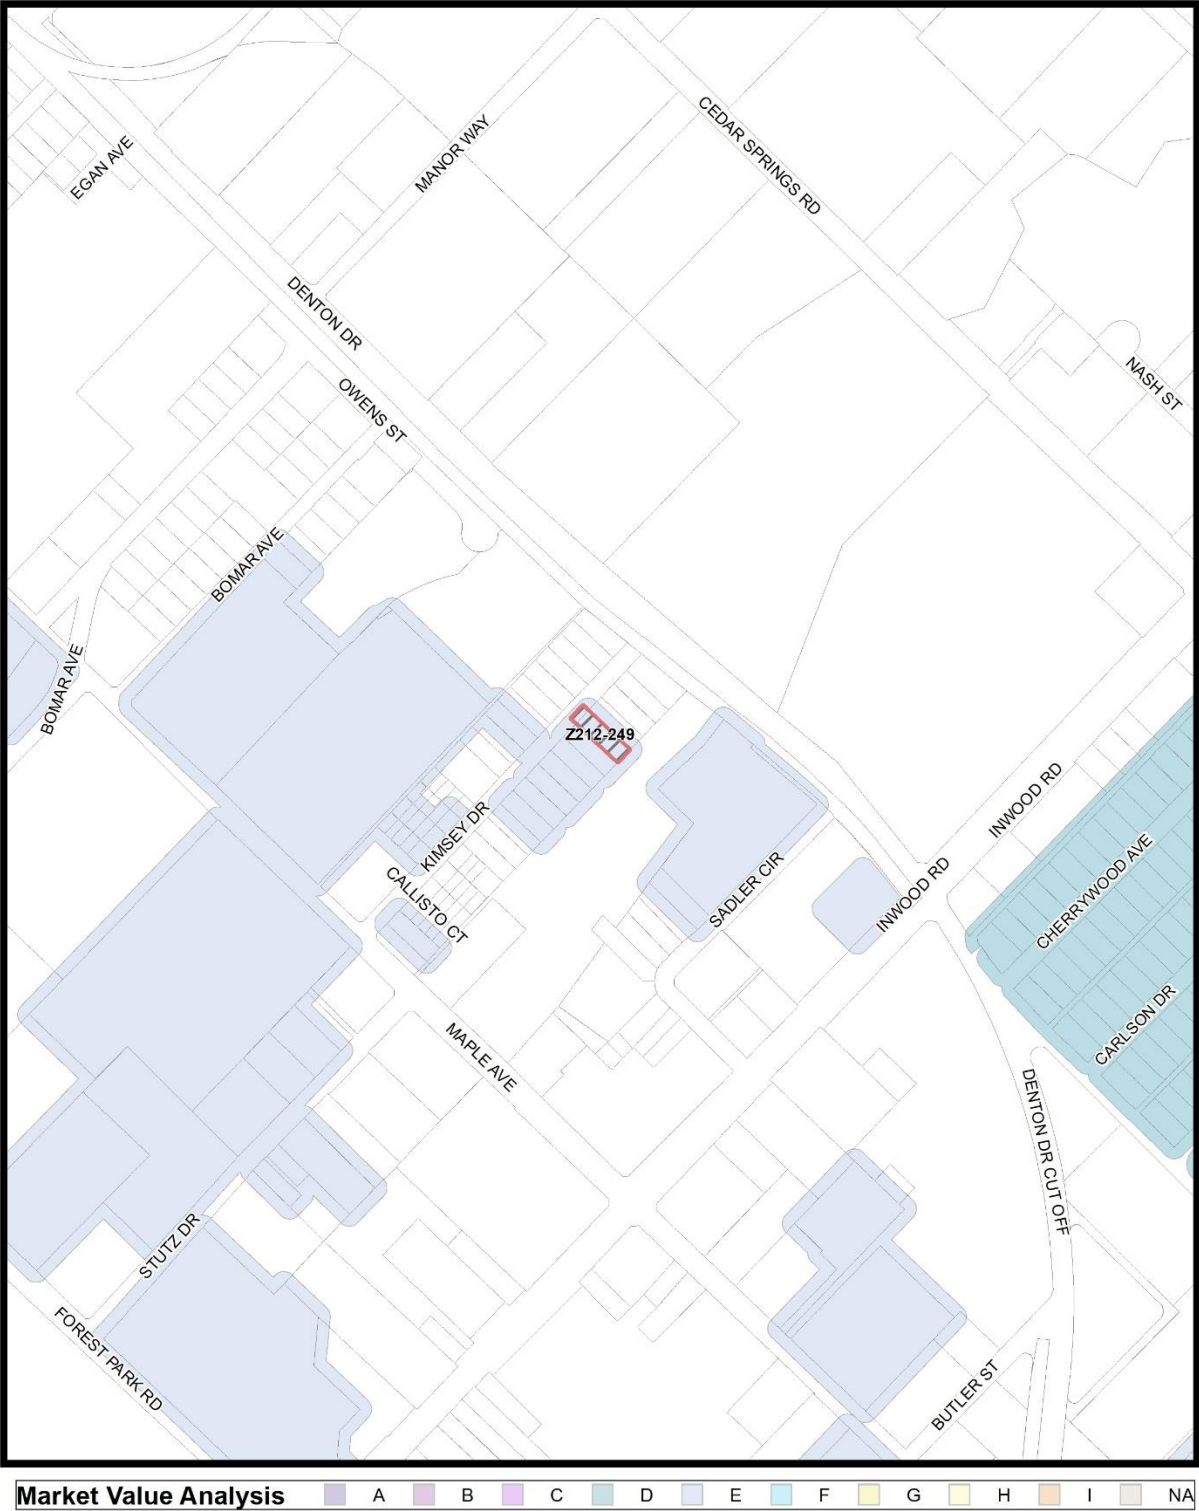 CEDAR SPRINGS RD
MANOR WAY
EGAN AVE
DENTON DR
NASH ST
OWENS ST
BOMAR AVE
BOMAR AVE
Z212-249
INWOOD RD
KIMSEY DR
CHERRYWOOD AVE
SADLER CIR
INWOOD RD
CALLISTO CT
CARLSON DR
MAPLE AVE
DENTON DR CUT OFF
STUTZ DR
FOREST PARK RD
BUTLER ST
Market Value Analysis A B C D E F G H I NA